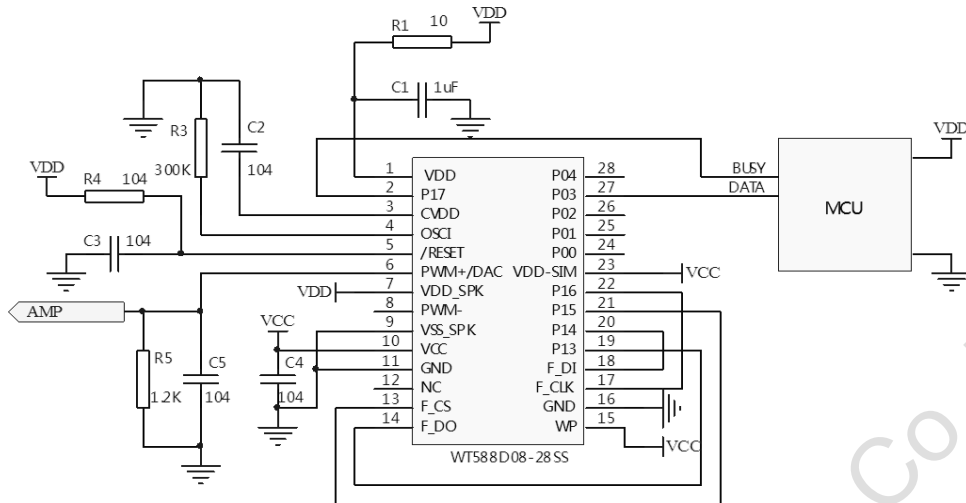 R1 10 VDD
C1 1uF
R3 300K
C2 104
VDD
R4 104
C3 104
AMP
R5 1.2K
C5 104
VDD
VCC
C4 104
1 VDD P04 28
2 P17 P03 27
3 CVDD P02 26
4 OSCI P01 25
5 /RESET P00 24
6 PWM+/DAC VDD-SIM 23 VCC
7 VDD_SPK P16 22
8 PWM- P15 21
9 VSS_SPK P14 20
10 VCC P13 19
11 GND F_DI 18
12 NC F_CLK 17
13 F_CS GND 16
14 F_DO WP 15 VCC
WT588D08-28SS
BUSY
DATA
MCU
VDD
Co